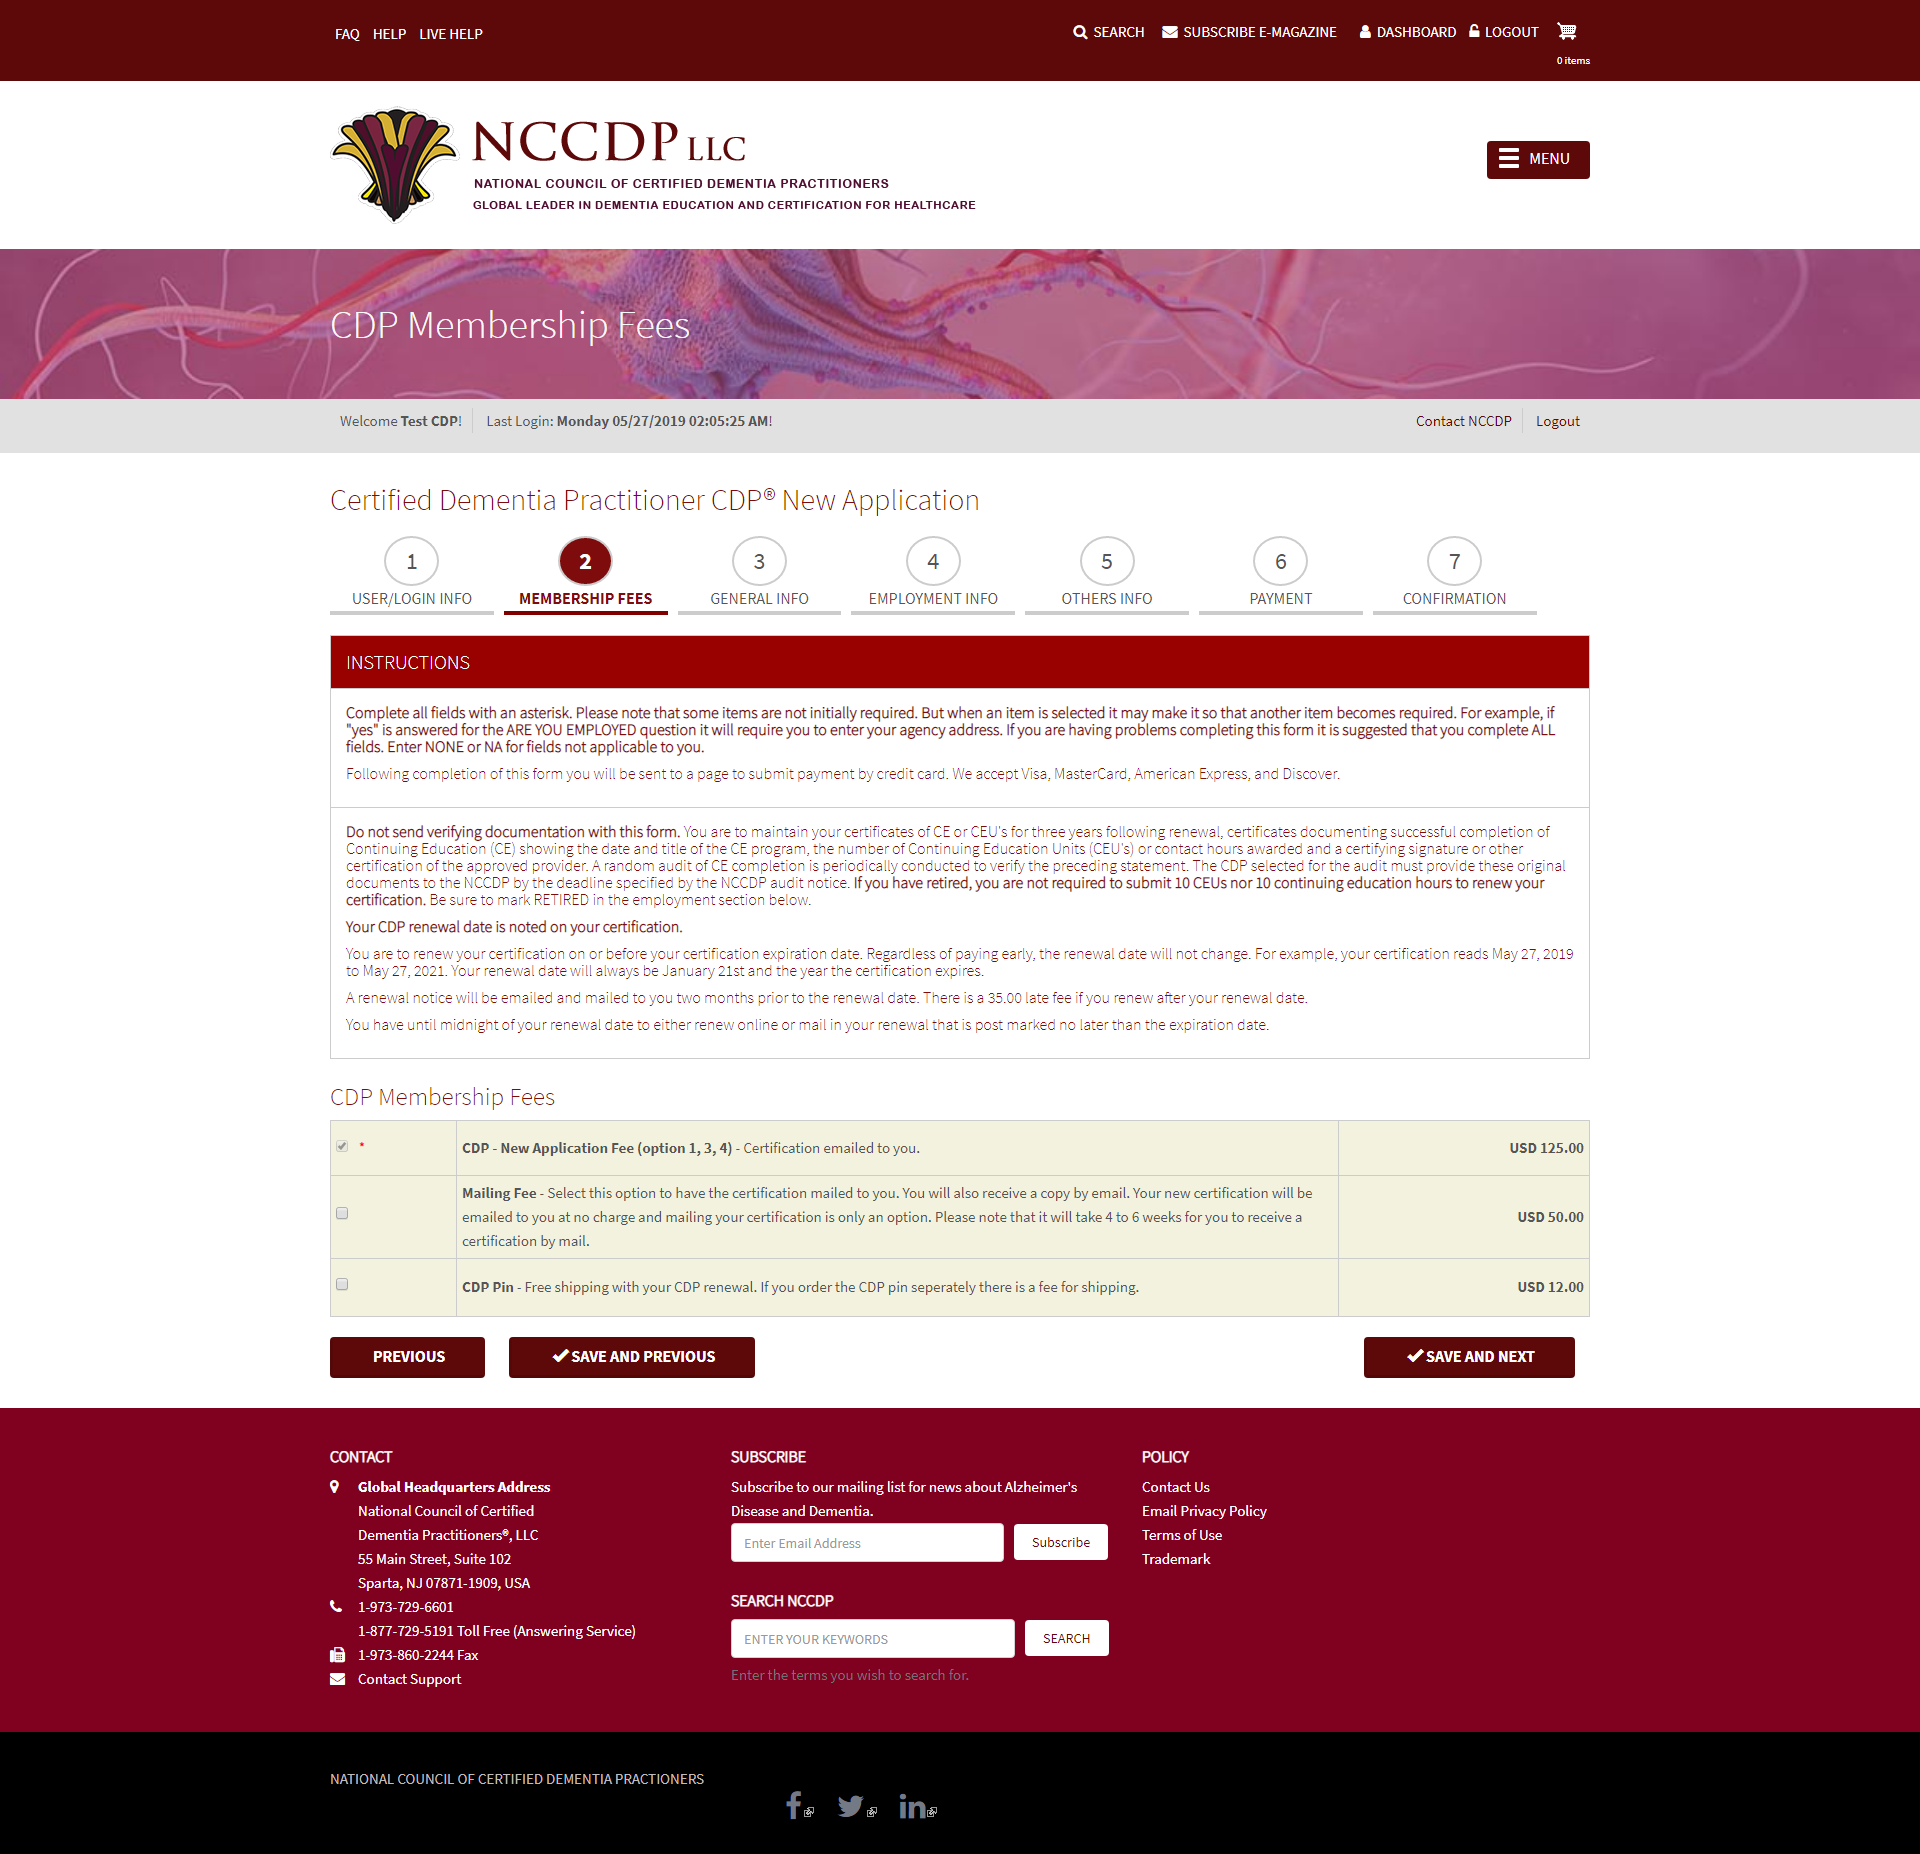 FAQ HELP LIVE HELP
SEARCH SUBSCRIBE E-MAGAZINE DASHBOARD LOGOUT
0 items
NCCDP LLC
NATIONAL COUNCIL OF CERTIFIED DEMENTIA PRACTITIONERS
GLOBAL LEADER IN DEMENTIA EDUCATION AND CERTIFICATION FOR HEALTHCARE
MENU
CDP Membership Fees
Welcome Test CDP! Last Login: Monday 05/27/2019 02:05:25 AM!
Contact NCCDP Logout
Certified Dementia Practitioner CDP® New Application
1 2 3 4 5 6 7
USER/LOGIN INFO MEMBERSHIP FEES GENERAL INFO EMPLOYMENT INFO OTHERS INFO PAYMENT CONFIRMATION
INSTRUCTIONS
Complete all fields with an asterisk. Please note that some items are not initially required. But when an item is selected it may make it so that another item becomes required. For example, if
"yes" is answered for the ARE YOU EMPLOYED question it will require you to enter your agency address. If you are having problems completing this form it is suggested that you complete ALL
fields. Enter NONE or NA for fields not applicable to you.
Following completion of this form you will be sent to a page to submit payment by credit card. We accept Visa, MasterCard, American Express, and Discover.
Do not send verifying documentation with this form. You are to maintain your certificates of CE or CEU's for three years following renewal, certificates documenting successful completion of
Continuing Education (CE) showing the date and title of the CE program, the number of Continuing Education Units (CEU's) or contact hours awarded and a certifying signature or other
certification of the approved provider. A random audit of CE completion is periodically conducted to verify the preceding statement. The CDP selected for the audit must provide these original
documents to the NCCDP by the deadline specified by the NCCDP audit notice. If you have retired, you are not required to submit 10 CEUs nor 10 continuing education hours to renew your
certification. Be sure to mark RETIRED in the employment section below.
Your CDP renewal date is noted on your certification.
You are to renew your certification on or before your certification expiration date. Regardless of paying early, the renewal date will not change. For example, your certification reads May 27, 2019
to May 27, 2021. Your renewal date will always be January 21st and the year the certification expires.
A renewal notice will be emailed and mailed to you two months prior to the renewal date. There is a 35.00 late fee if you renew after your renewal date.
You have until midnight of your renewal date to either renew online or mail in your renewal that is post marked no later than the expiration date.
CDP Membership Fees
* CDP - New Application Fee (option 1, 3, 4) - Certification emailed to you. USD 125.00
Mailing Fee - Select this option to have the certification mailed to you. You will also receive a copy by email. Your new certification will be
emailed to you at no charge and mailing your certification is only an option. Please note that it will take 4 to 6 weeks for you to receive a
certification by mail.
USD 50.00
CDP Pin - Free shipping with your CDP renewal. If you order the CDP pin seperately there is a fee for shipping. USD 12.00
PREVIOUS SAVE AND PREVIOUS SAVE AND NEXT
CONTACT
Global Headquarters Address
National Council of Certified
Dementia Practitioners®, LLC
55 Main Street, Suite 102
Sparta, NJ 07871-1909, USA
1-973-729-6601
1-877-729-5191 Toll Free (Answering Service)
1-973-860-2244 Fax
Contact Support
SUBSCRIBE
Subscribe to our mailing list for news about Alzheimer's
Disease and Dementia.
Enter Email Address Subscribe
SEARCH NCCDP
ENTER YOUR KEYWORDS SEARCH
Enter the terms you wish to search for.
POLICY
Contact Us
Email Privacy Policy
Terms of Use
Trademark
NATIONAL COUNCIL OF CERTIFIED DEMENTIA PRACTIONERS